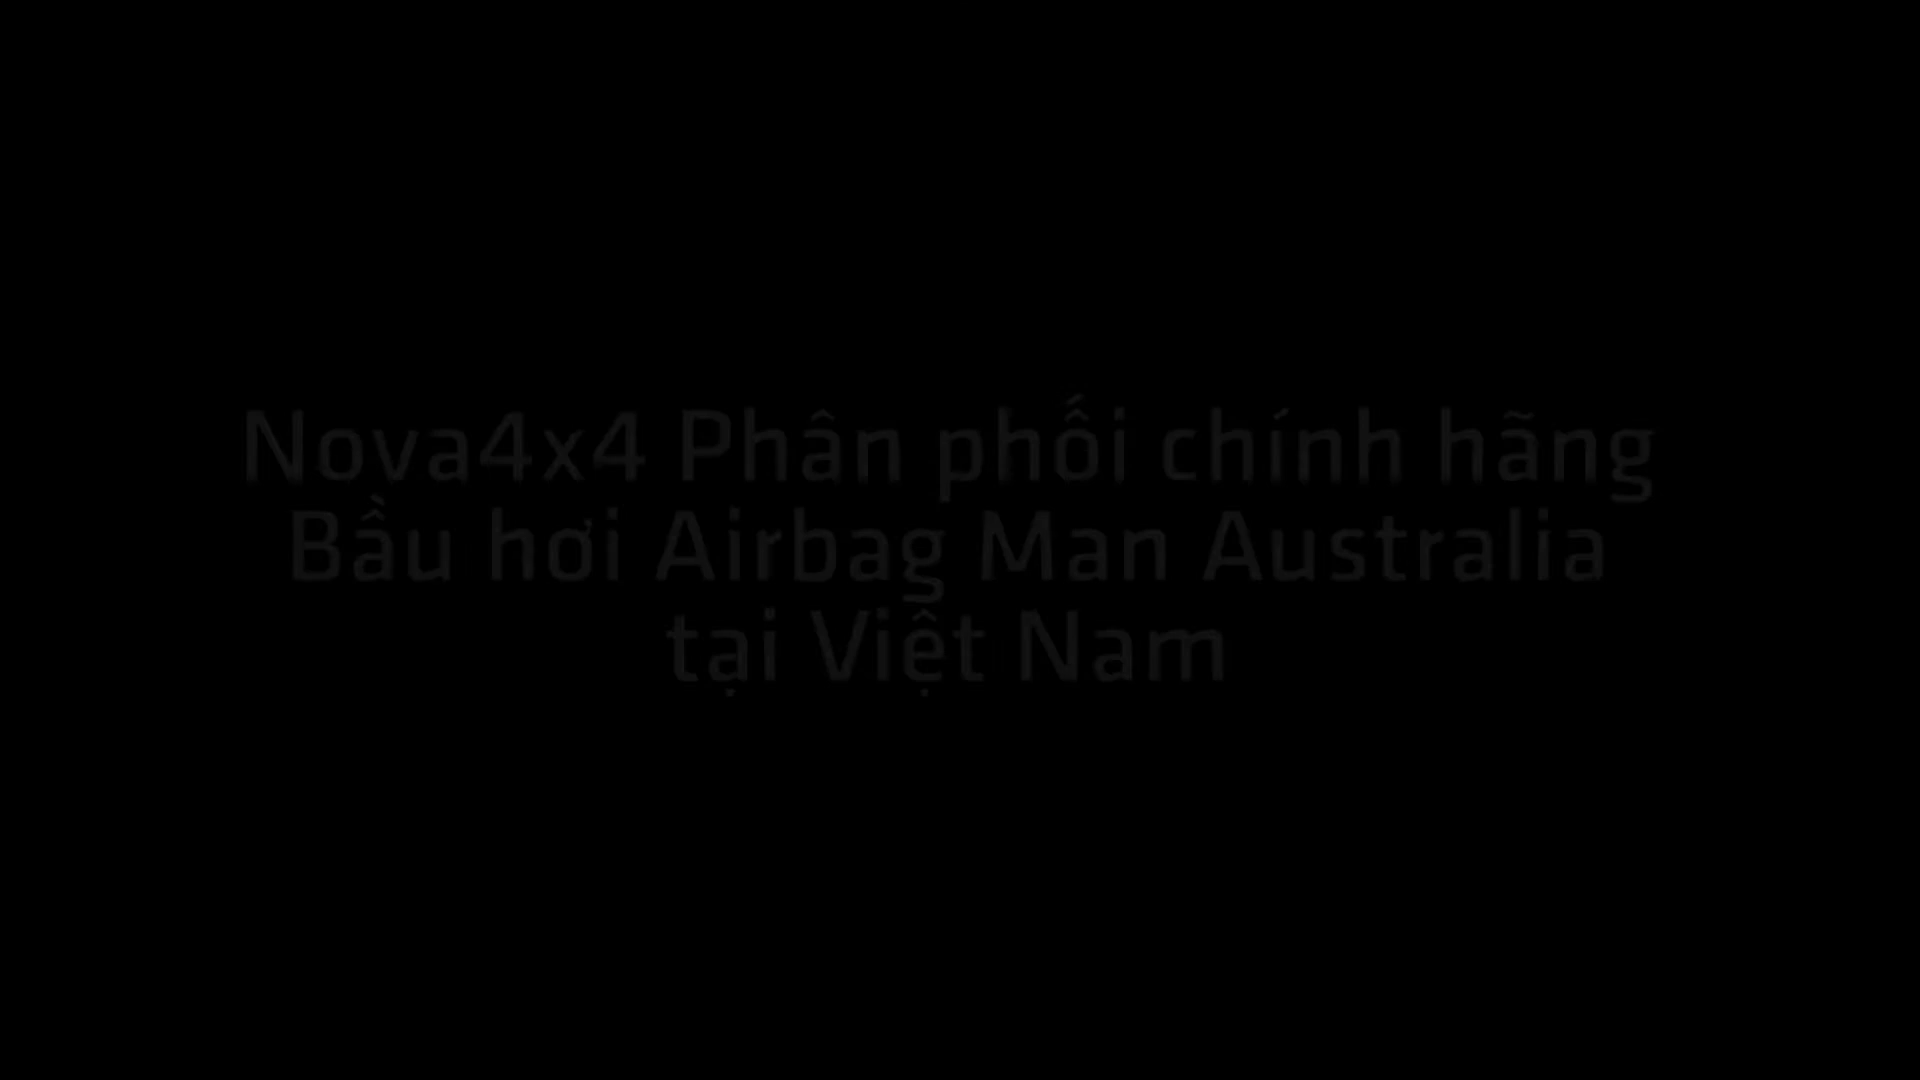 Nova4x4 Phân phối chính hãng
Bầu hơi Airbag Man Australia
tại Việt Nam